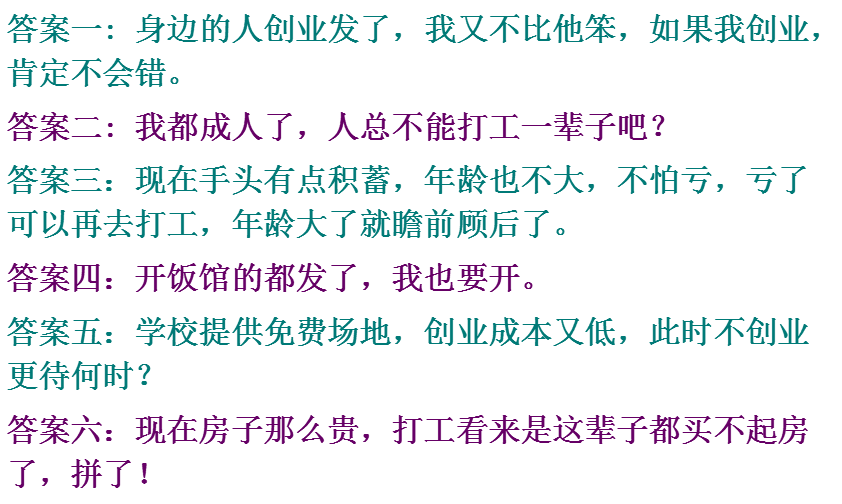 答案一：身边的人创业发了，我又不比他笨，如果我创业，
肯定不会错。
答案二：我都成人了，人总不能打工一辈子吧？
答案三：现在手头有点积蓄，年龄也不大，不怕亏，亏了
可以再去打工，年龄大了就瞻前顾后了。
答案四：开饭馆的都发了，我也要开。
答案五：学校提供免费场地，创业成本又低，此时不创业
更待何时？
答案六：现在房子那么贵，打工看来是这辈子都买不起房
了，拼了！